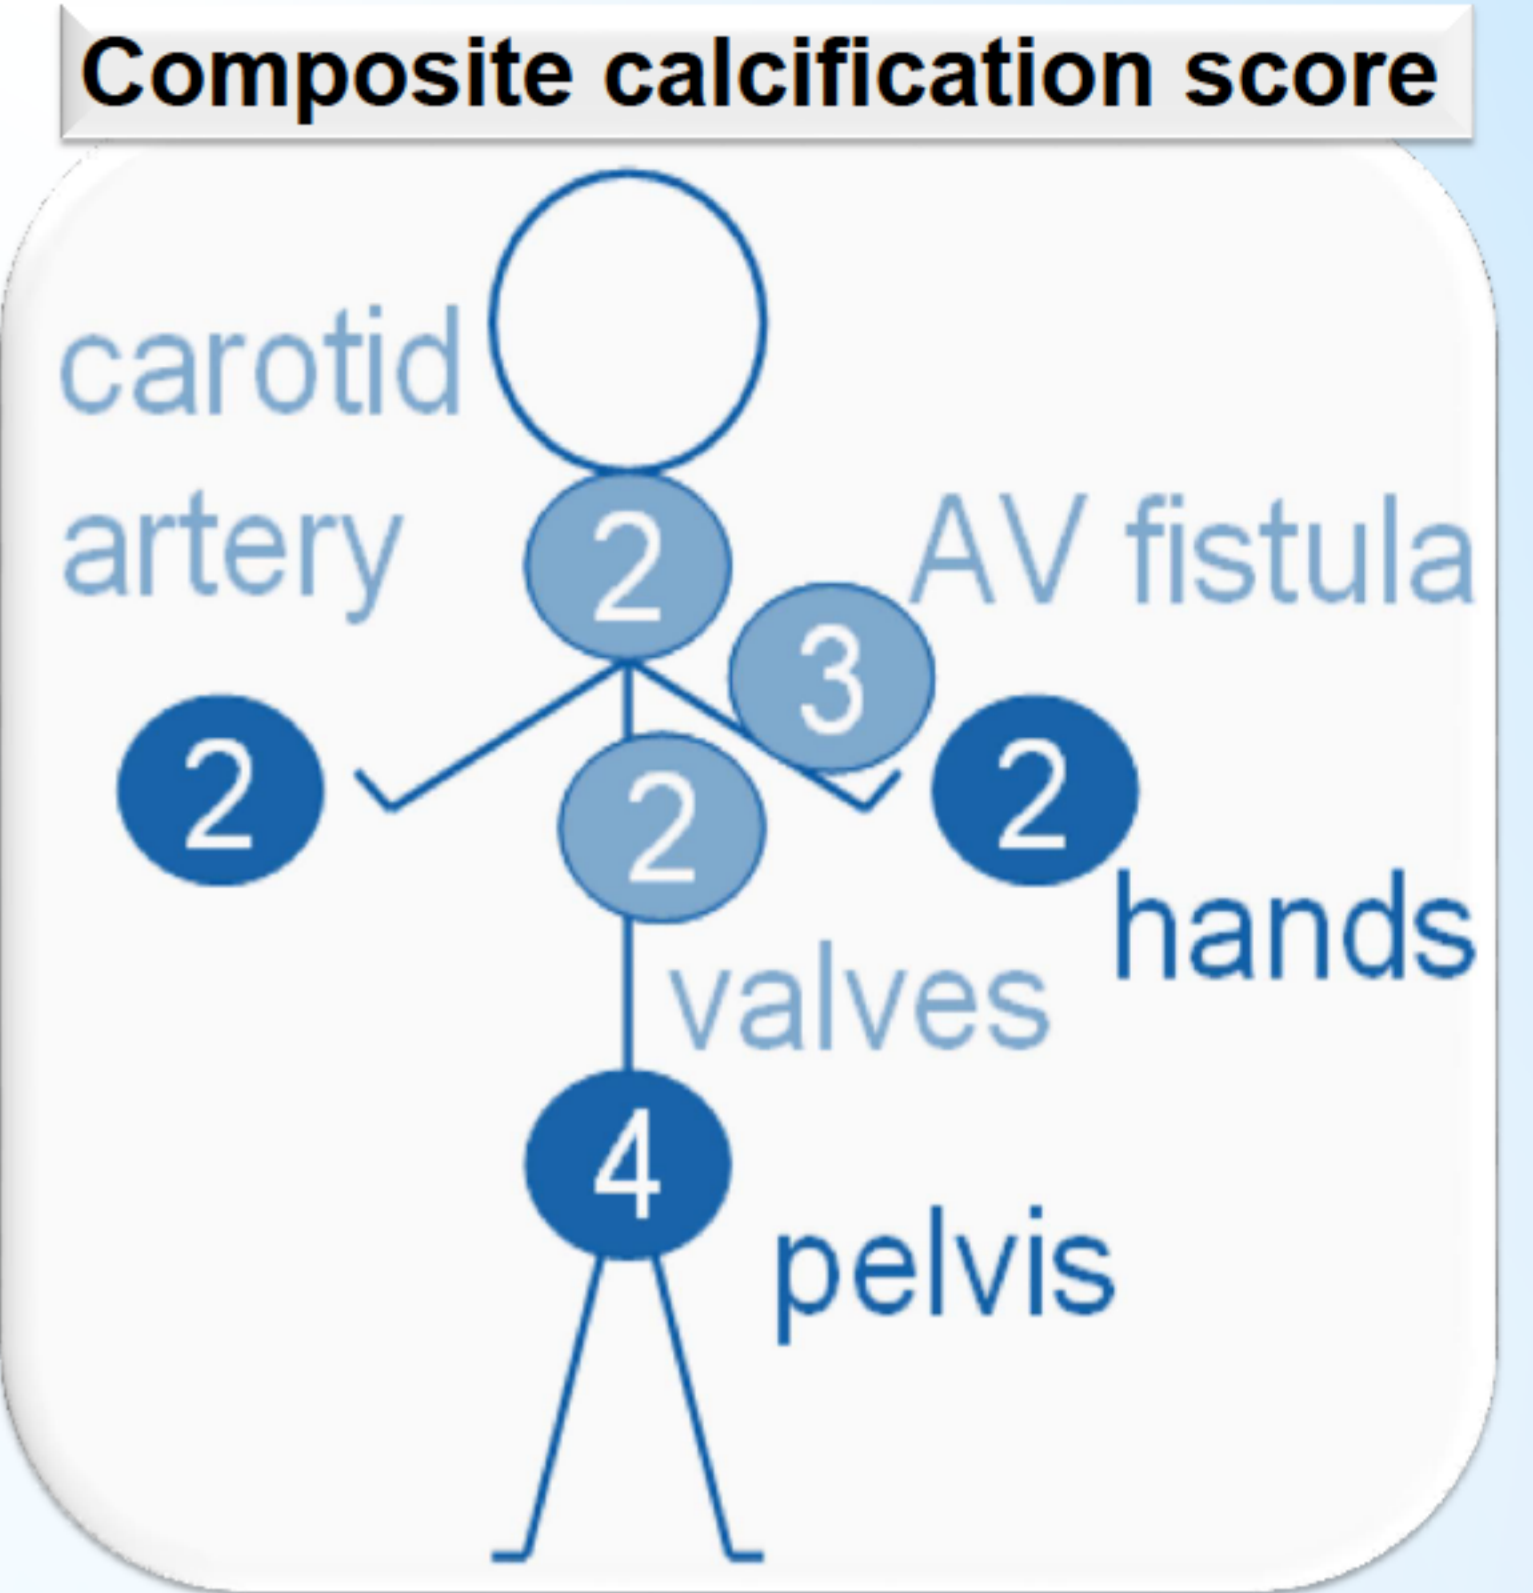 Composite calcification score
carotid
artery
2
AV fistula
3
2
2
hands
2
valves
4
pelvis